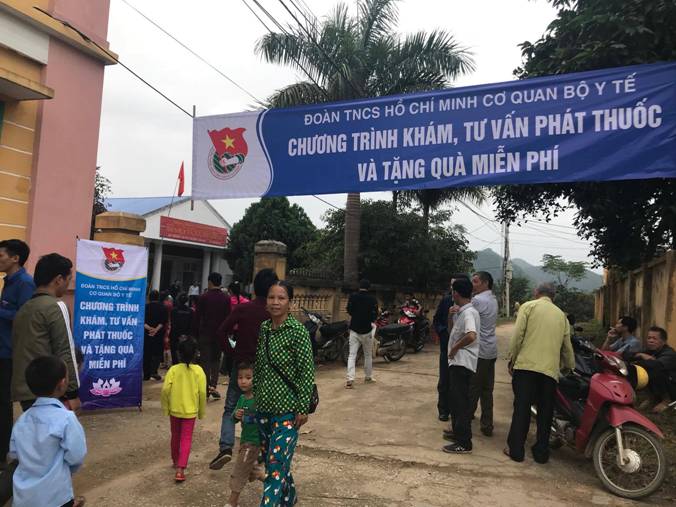 ĐOÀN TNCS HỒ CHÍ MINH CƠ QUAN BỘ Y TẾ
CHƯƠNG TRÌNH KHÁM, TƯ VẤN PHÁT THUỐC
VÀ TẶNG QUÀ MIỄN PHÍ
ĐOÀN TNCS HỒ CHÍ MINH
CƠ QUAN BỘ Y TẾ
CHƯƠNG TRÌNH
KHÁM, TƯ VẤN
PHÁT THUỐC
VÀ TẶNG QUÀ
MIỄN PHÍ